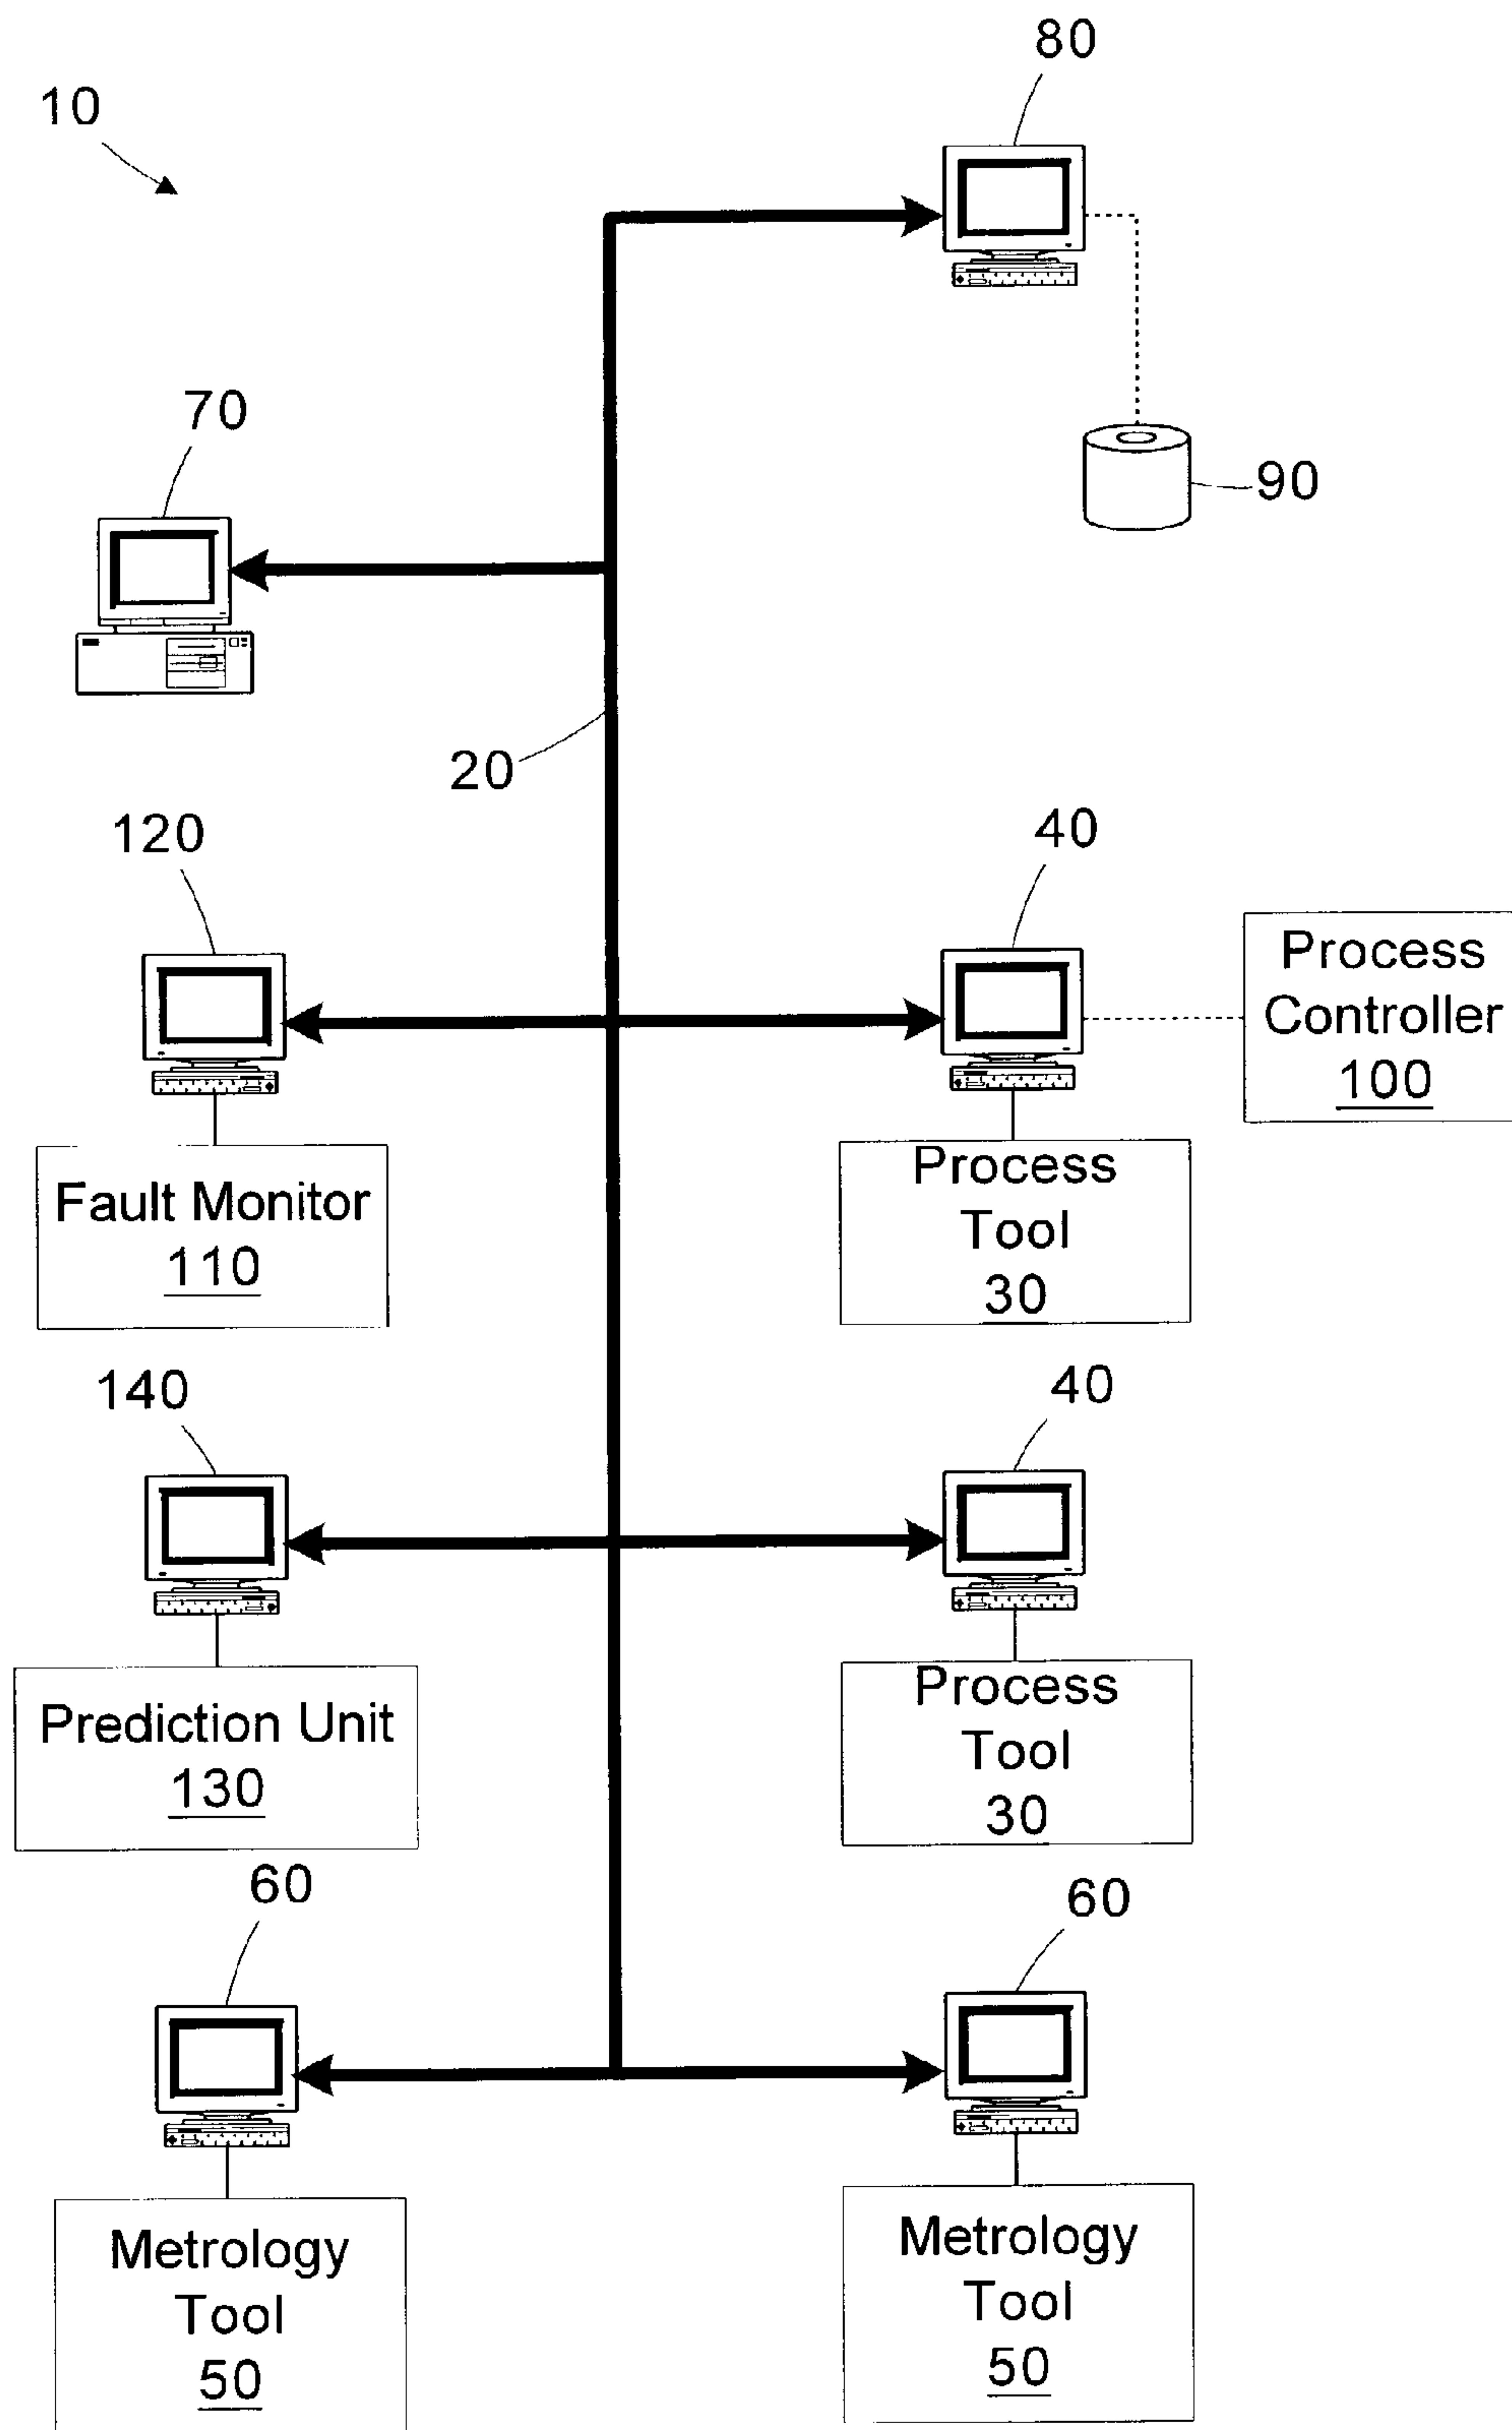 80
10
70
90
20
120
40
Process
Controller
100
Fault Monitor
110
Process
Tool
30
140
40
Prediction Unit
130
Process
Tool
30
60
60
Metrology
Tool
50
Metrology
Tool
50